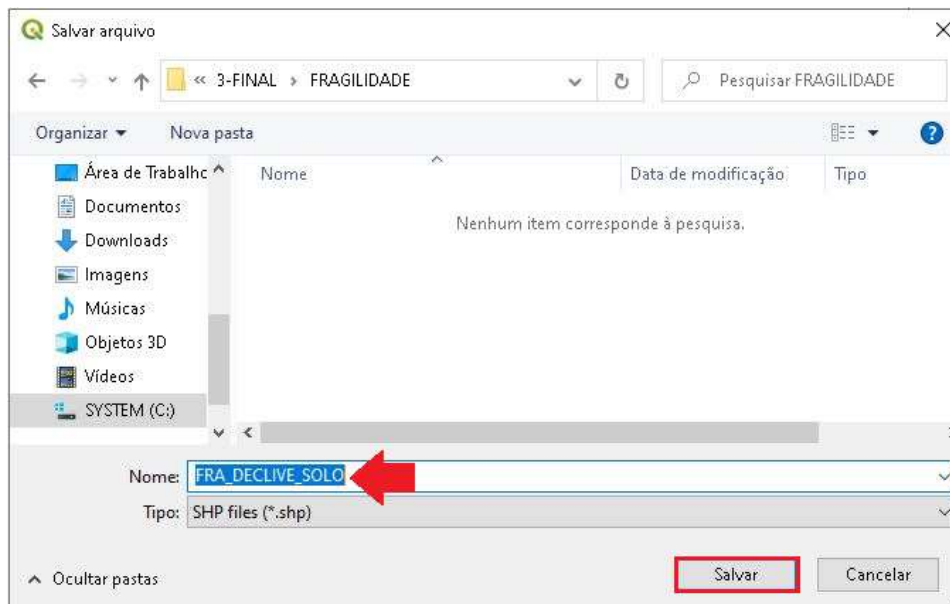 Salvar arquivo
« 3-FINAL › FRAGILIDADE
Pesquisar FRAGILIDADE
Organizar
Nova pasta
Nome
Data de modificação
Tipo
Área de Trabalhc
Nenhum item corresponde à pesquisa.
Documentos
Downloads
Imagens
Músicas
Objetos 3D
Vídeos
SYSTEM (C:)
Nome: FRA_DECLIVE_SOLO
Tipo: SHP files (*.shp)
Ocultar pastas
Salvar
Cancelar